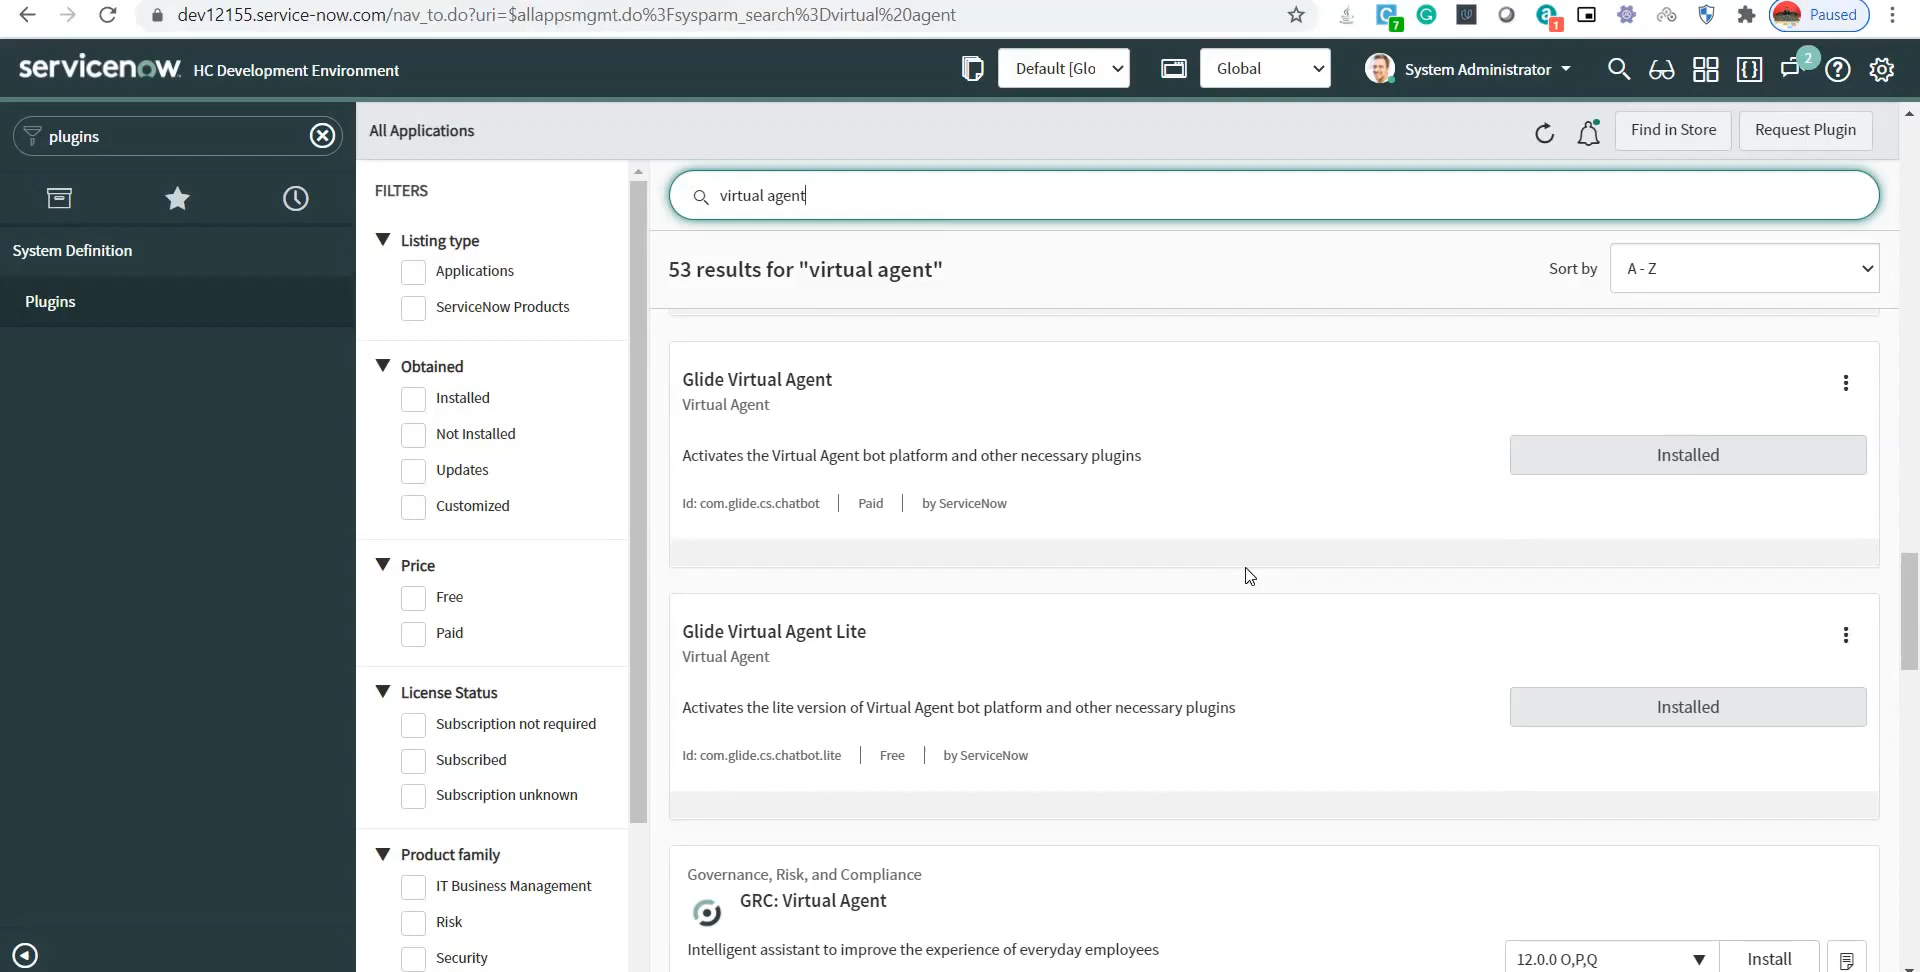 dev12155.service-now.com/nav_to.do?uri=$allappsmgmt.do%3Fsysparm_search%3Dvirtual%20agent
7
1
Paused
servicenow HC Development Environment
Default [Glo
Global
System Administrator
2
plugins
All Applications
Find in Store
Request Plugin
FILTERS
virtual agent
System Definition
Plugins
Listing type
Applications
ServiceNow Products
53 results for "virtual agent"
Sort by
A - Z
Obtained
Installed
Not Installed
Updates
Customized
Glide Virtual Agent
Virtual Agent
Activates the Virtual Agent bot platform and other necessary plugins
Installed
Id: com.glide.cs.chatbot | Paid | by ServiceNow
Price
Free
Paid
Glide Virtual Agent Lite
Virtual Agent
Activates the lite version of Virtual Agent bot platform and other necessary plugins
Installed
Id: com.glide.cs.chatbot.lite | Free | by ServiceNow
License Status
Subscription not required
Subscribed
Subscription unknown
Product family
IT Business Management
Risk
Security
Governance, Risk, and Compliance
GRC: Virtual Agent
Intelligent assistant to improve the experience of everyday employees
12.0.0 O,P,Q
Install